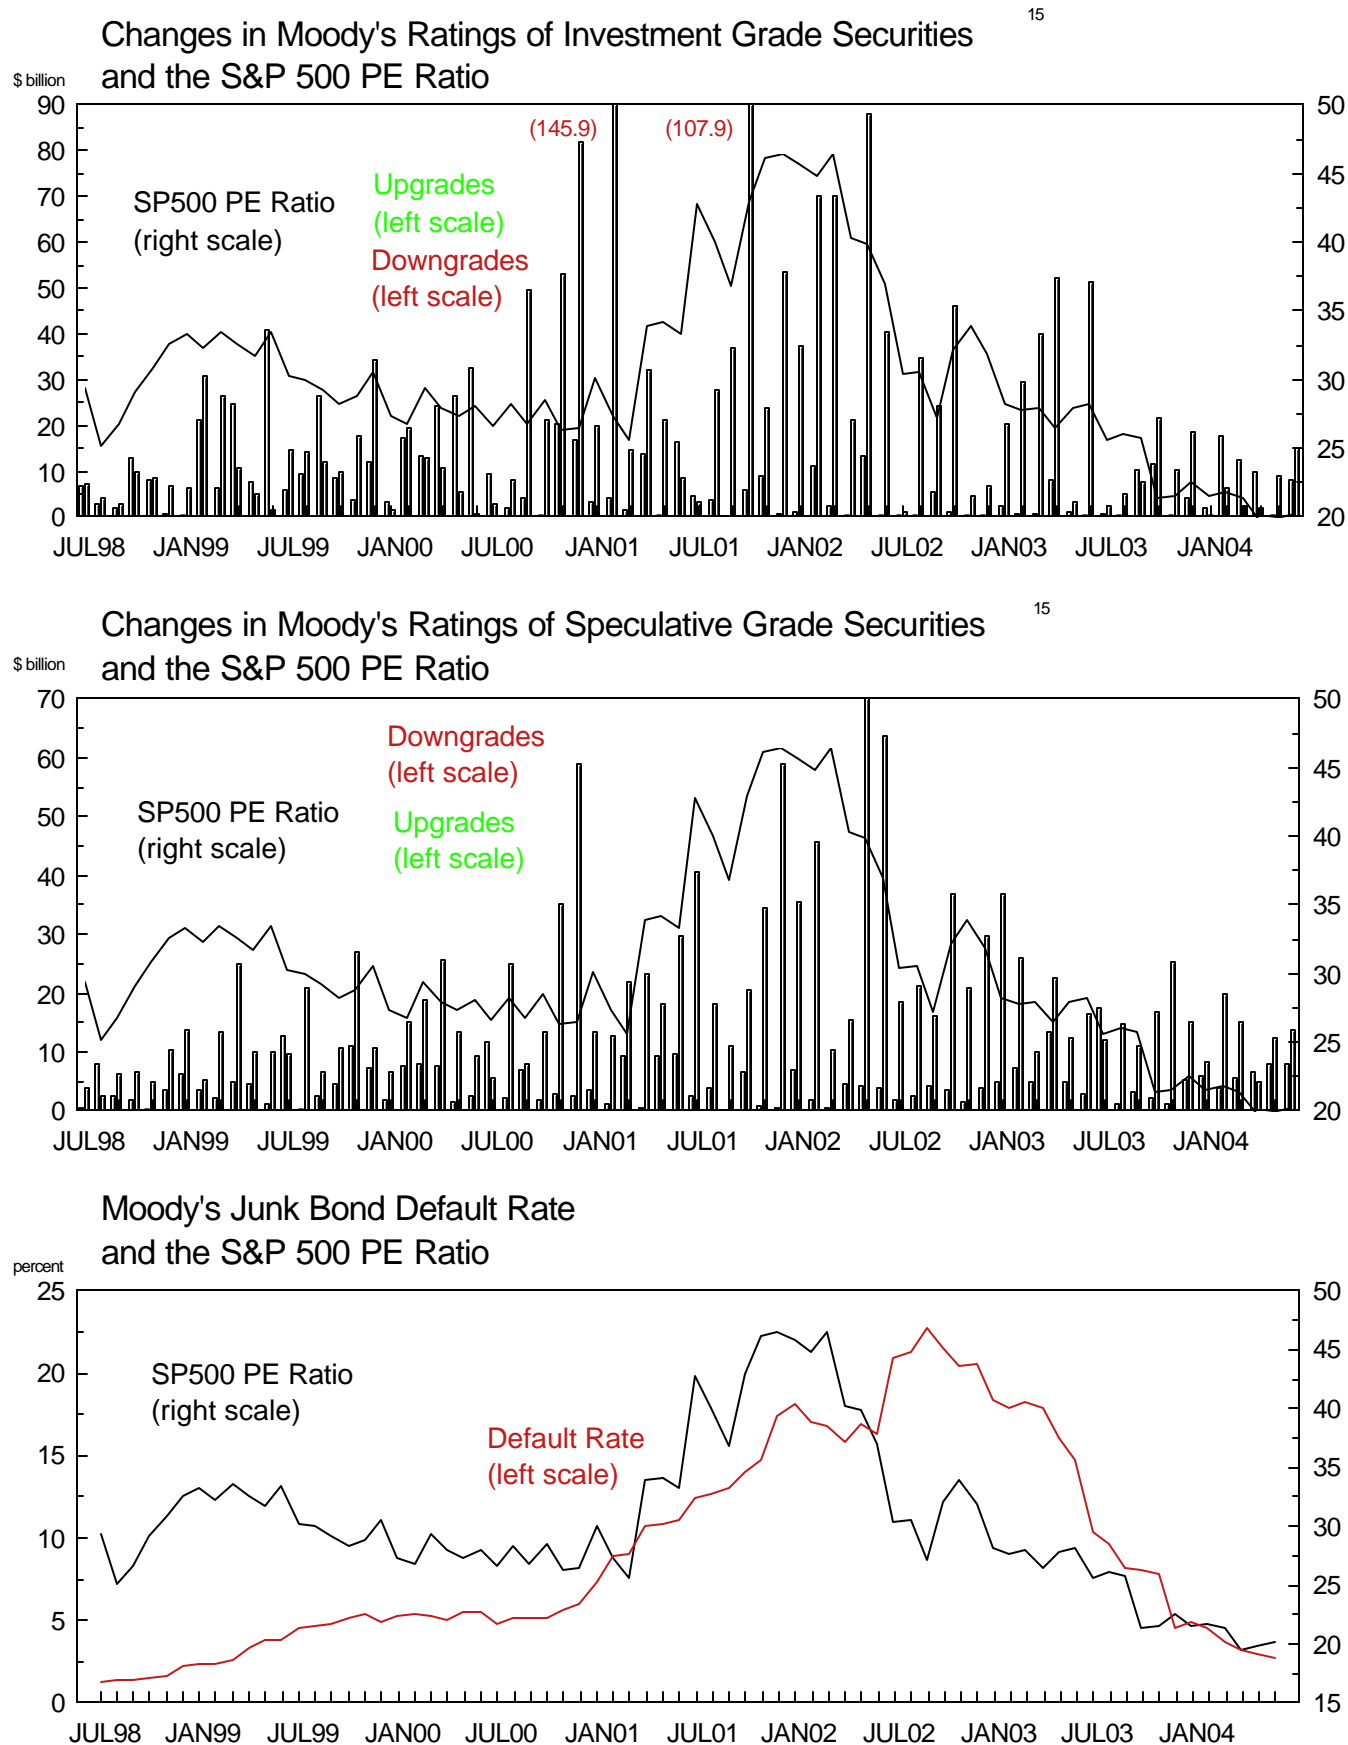 15
Changes in Moody's Ratings of Investment Grade Securities
and the S&P 500 PE Ratio
$ billion
90
80
70
60
50
40
30
20
10
0
50
45
40
35
30
25
20
(145.9)
(107.9)
SP500 PE Ratio
(right scale)
Upgrades
(left scale)
Downgrades
(left scale)
JUL98 JAN99 JUL99 JAN00 JUL00 JAN01 JUL01 JAN02 JUL02 JAN03 JUL03 JAN04
15
Changes in Moody's Ratings of Speculative Grade Securities
and the S&P 500 PE Ratio
$ billion
70
60
50
40
30
20
10
0
50
45
40
35
30
25
20
Downgrades
(left scale)
SP500 PE Ratio
(right scale)
Upgrades
(left scale)
JUL98 JAN99 JUL99 JAN00 JUL00 JAN01 JUL01 JAN02 JUL02 JAN03 JUL03 JAN04
Moody's Junk Bond Default Rate
and the S&P 500 PE Ratio
percent
25
20
15
10
5
0
50
45
40
35
30
25
20
15
SP500 PE Ratio
(right scale)
Default Rate
(left scale)
JUL98 JAN99 JUL99 JAN00 JUL00 JAN01 JUL01 JAN02 JUL02 JAN03 JUL03 JAN04